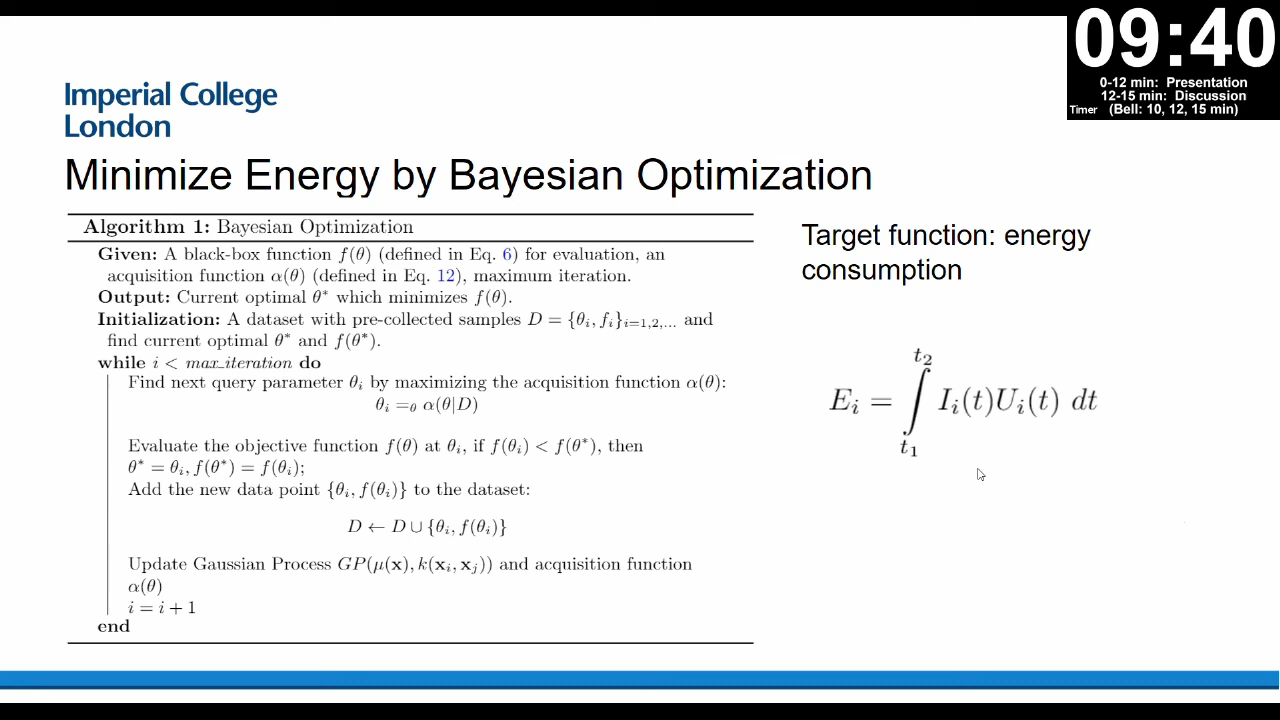 09:40
0-12 min: Presentation
12-15 min: Discussion
Timer (Bell: 10, 12, 15 min)
Imperial College
London
Minimize Energy by Bayesian Optimization
Algorithm 1: Bayesian Optimization
Given: A black-box function f(θ) (defined in Eq. 6) for evaluation, an
acquisition function α(θ) (defined in Eq. 12), maximum iteration.
Output: Current optimal θ* which minimizes f(θ).
Initialization: A dataset with pre-collected samples D = {θᵢ, fᵢ}ᵢ₌₁,₂,... and
find current optimal θ* and f(θ*).
while i < max_iteration do
Find next query parameter θᵢ by maximizing the acquisition function α(θ):
θᵢ =_θ α(θ|D)
Evaluate the objective function f(θ) at θᵢ, if f(θᵢ) < f(θ*), then
θ* = θᵢ, f(θ*) = f(θᵢ);
Add the new data point {θᵢ, f(θᵢ)} to the dataset:
D ← D ∪ {θᵢ, f(θᵢ)}
Update Gaussian Process GP(μ(x), k(xᵢ, xⱼ)) and acquisition function
α(θ)
i = i + 1
end
Target function: energy
consumption
Eᵢ = ∫_{t₁}^{t₂} Iᵢ(t)Uᵢ(t) dt